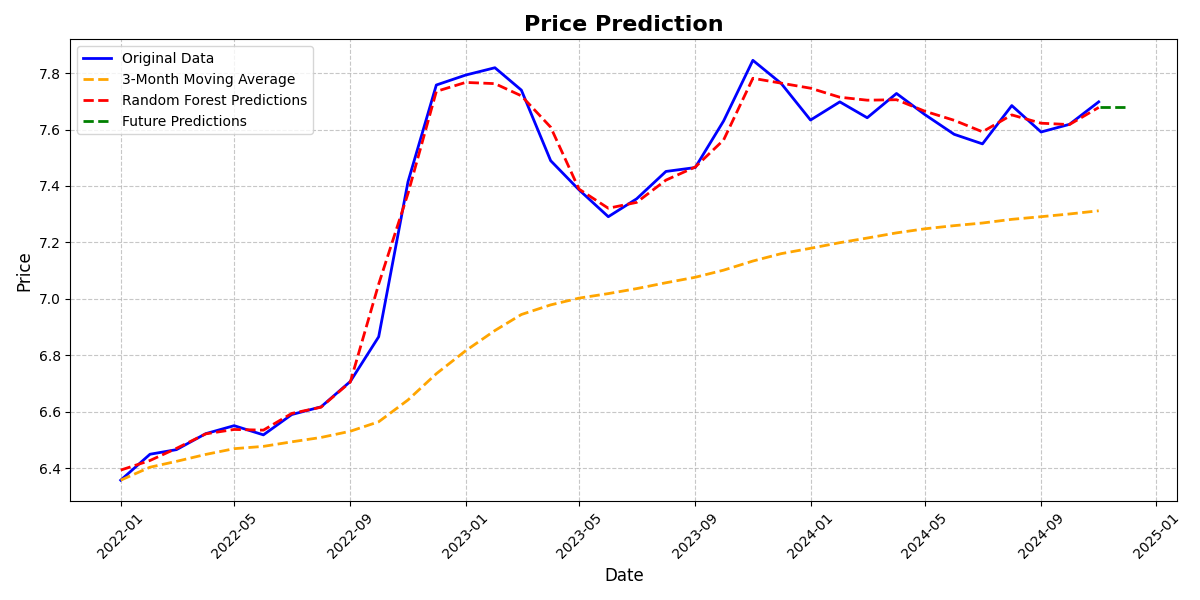 Price Prediction
Original Data
3-Month Moving Average
Random Forest Predictions
Future Predictions
Price
7.8
7.6
7.4
7.2
7.0
6.8
6.6
6.4
2022-01
2022-05
2022-09
2023-01
2023-05
2023-09
2024-01
2024-05
2024-09
2025-01
Date